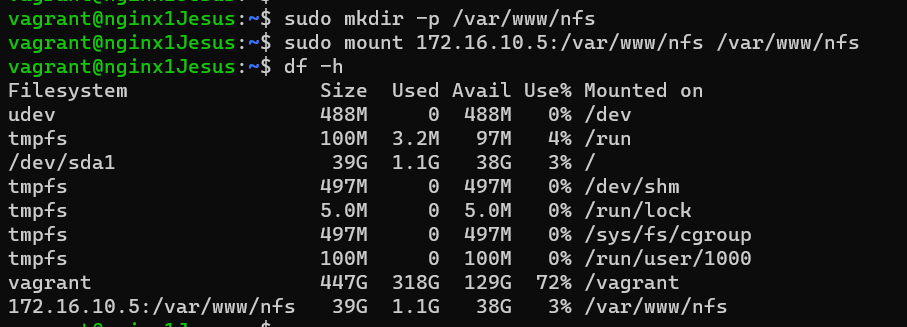 vagrant@nginx1Jesus:~$ sudo mkdir -p /var/www/nfs
vagrant@nginx1Jesus:~$ sudo mount 172.16.10.5:/var/www/nfs /var/www/nfs
vagrant@nginx1Jesus:~$ df -h
Filesystem Size Used Avail Use% Mounted on
udev 488M 0 488M 0% /dev
tmpfs 100M 3.2M 97M 4% /run
/dev/sda1 39G 1.1G 38G 3% /
tmpfs 497M 0 497M 0% /dev/shm
tmpfs 5.0M 0 5.0M 0% /run/lock
tmpfs 497M 0 497M 0% /sys/fs/cgroup
tmpfs 100M 0 100M 0% /run/user/1000
vagrant 447G 318G 129G 72% /vagrant
172.16.10.5:/var/www/nfs 39G 1.1G 38G 3% /var/www/nfs
vagrant@nginx1Jesus:~$